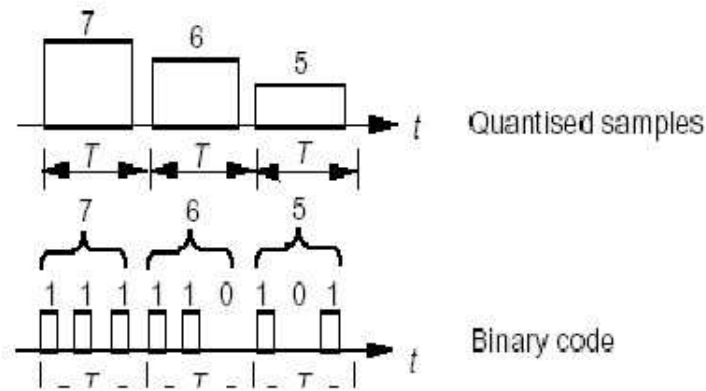 7 6 5
t Quantised samples
T T T
7 6 5
1 1 1 1 1 0 1 0 1
t Binary code
T T T